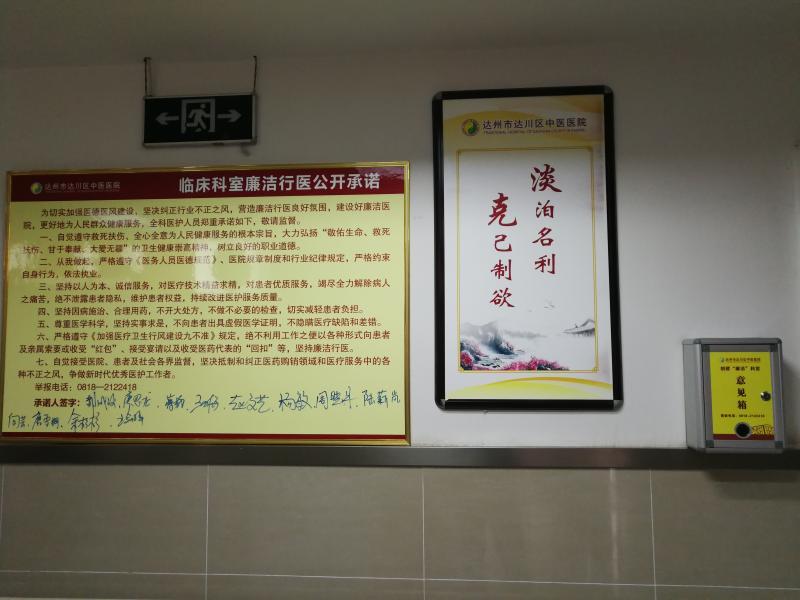 达州市达川区中医医院
临床科室廉洁行医公开承诺
为切实加强医德医风建设，坚决纠正行业不正之风，营造廉洁行医良好氛围，建设好廉洁医
院，更好地为人民群众健康服务，全科医护人员郑重承诺如下，敬请监督。
一、自觉遵守救死扶伤、全心全意为人民健康服务的根本宗旨，大力弘扬“敬佑生命、救死
扶伤、甘于奉献、大爱无疆”的卫生健康崇高精神，树立良好的职业道德。
二、从我做起，严格遵守《医务人员医德规范》、医院规章制度和行业纪律规定，严格约束
自身行为，依法执业。
三、坚持以人为本、诚信服务，对医疗技术精益求精，对患者优质服务，竭尽全力解除病人
之痛苦，绝不泄露患者隐私，维护患者权益，持续改进医护服务质量。
四、坚持因病施治、合理用药，不开大处方，不做不必要的检查，切实减轻患者负担。
五、尊重医学科学，坚持实事求是，不向患者出具虚假医学证明，不隐瞒医疗缺陷和差错。
六、严格遵守《加强医疗卫生行风建设九不准》规定，绝不利用工作之便以各种形式向患者
及亲属索要或收受“红包”、接受宴请以及收受医药代表的“回扣”等，坚持廉洁行医。
七、自觉接受医院、患者及社会各界监督，坚决抵制和纠正医药购销领域和医疗服务中的各
种不正之风，争做新时代优秀医护工作者。
举报电话：0818—2122418
承诺人签字：
达州市达川区中医医院
淡泊名利
克己制欲
达州市达川区中医医院
创建“廉洁”科室
意见箱
举报电话：0818-2122418